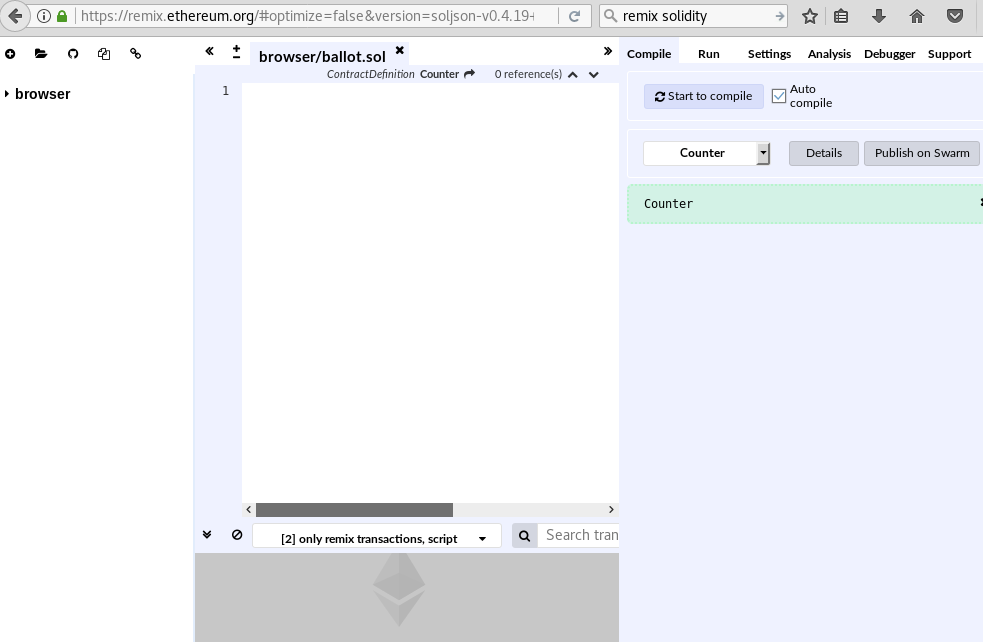 https://remix.ethereum.org/#optimize=false&version=soljson-v0.4.19+
remix solidity
browser/ballot.sol
Compile
Run
Settings
Analysis
Debugger
Support
ContractDefinition Counter
0 reference(s)
browser
1
Start to compile
Auto compile
Counter
Details
Publish on Swarm
Counter
[2] only remix transactions, script
Search tran